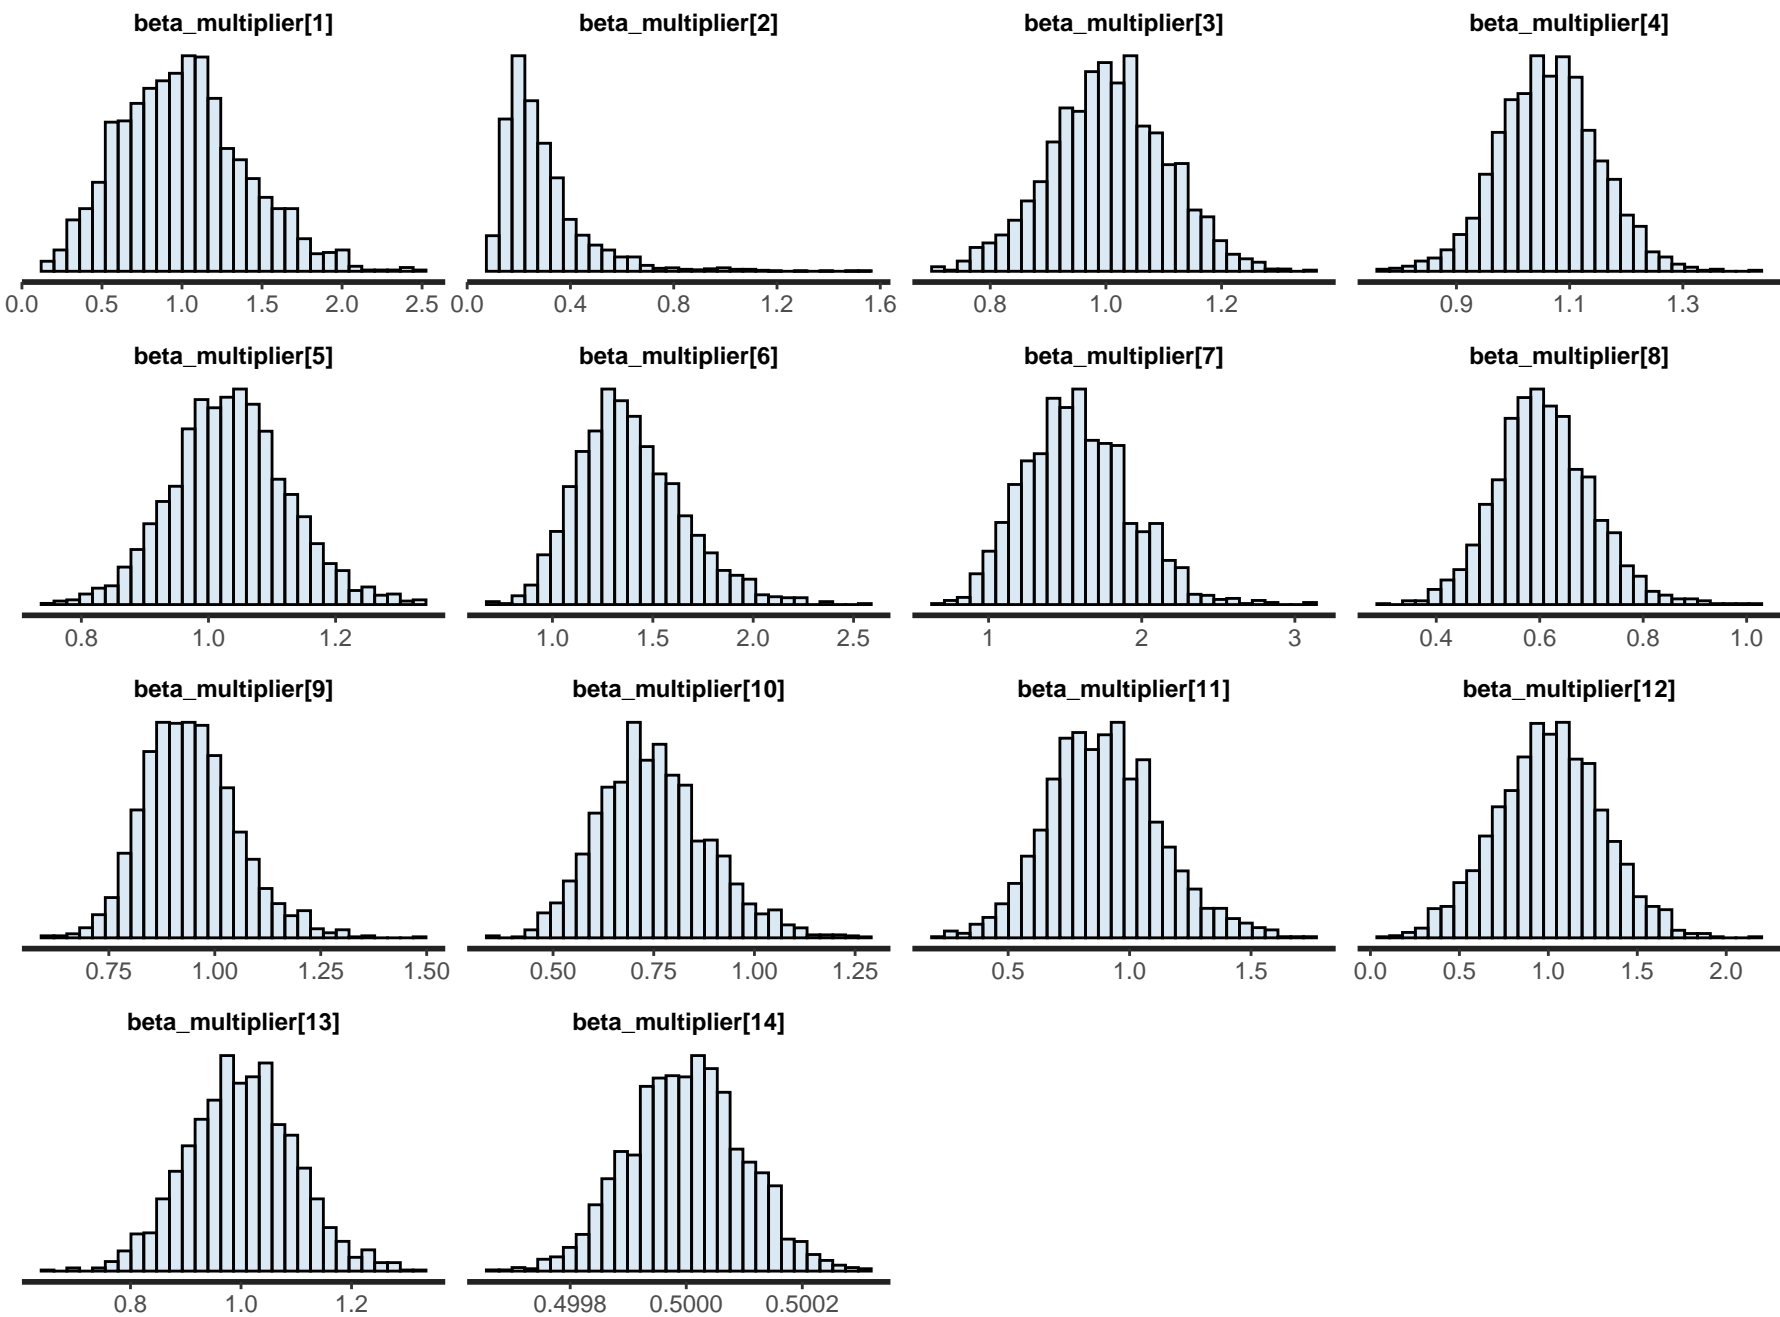 beta_multiplier[1] beta_multiplier[2] beta_multiplier[3] beta_multiplier[4]
0.0 0.5 1.0 1.5 2.0 2.5 0.0 0.4 0.8 1.2 1.6 0.8 1.0 1.2 0.9 1.1 1.3
beta_multiplier[5] beta_multiplier[6] beta_multiplier[7] beta_multiplier[8]
0.8 1.0 1.2 1.0 1.5 2.0 2.5 1 2 3 0.4 0.6 0.8 1.0
beta_multiplier[9] beta_multiplier[10] beta_multiplier[11] beta_multiplier[12]
0.75 1.00 1.25 1.50 0.50 0.75 1.00 1.25 0.5 1.0 1.5 0.0 0.5 1.0 1.5 2.0
beta_multiplier[13] beta_multiplier[14]
0.8 1.0 1.2 0.4998 0.5000 0.5002